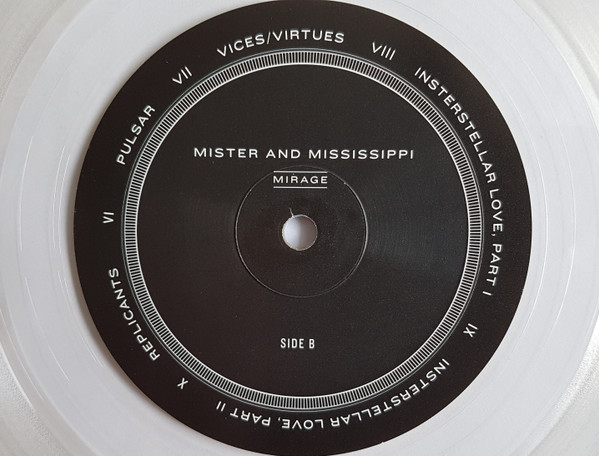 MISTER AND MISSISSIPPI
MIRAGE
SIDE B
VI PULSAR
VII VICES/VIRTUES
VIII INSTERSTELLAR LOVE, PART I
IX INSTERSTELLAR LOVE, PART II
X REPLICANTS